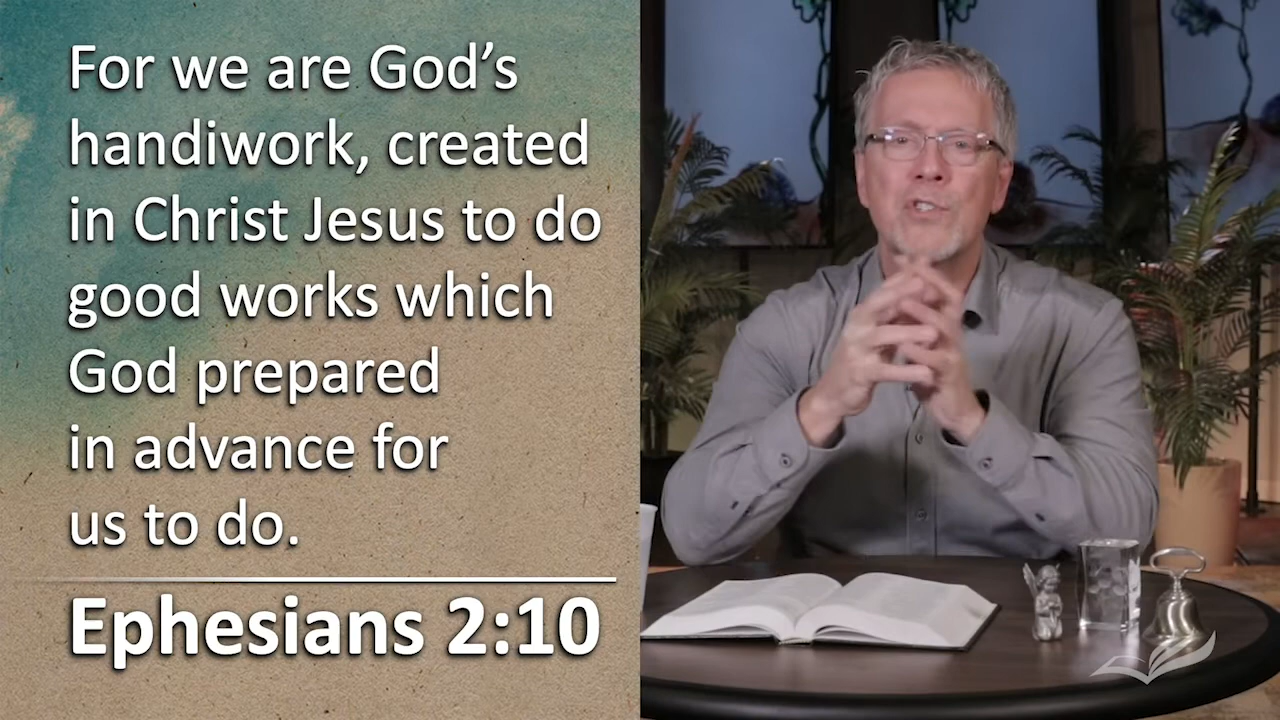 For we are God’s
handiwork, created
in Christ Jesus to do
good works which
God prepared
in advance for
us to do.
Ephesians 2:10